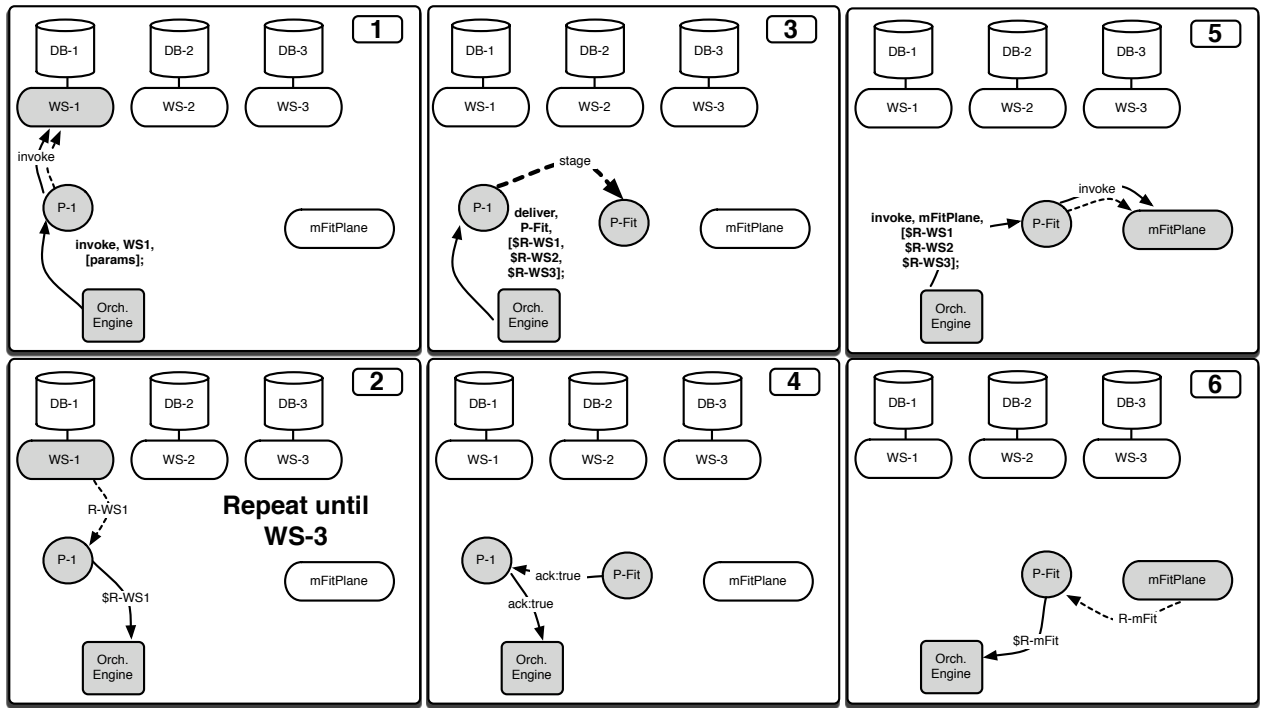 1
DB-1
DB-2
DB-3
WS-1
WS-2
WS-3
invoke
P-1
invoke, WS1,
[params];
mFitPlane
Orch.
Engine
2
DB-1
DB-2
DB-3
WS-1
WS-2
WS-3
R-WS1
Repeat until
WS-3
P-1
$R-WS1
mFitPlane
Orch.
Engine
3
DB-1
DB-2
DB-3
WS-1
WS-2
WS-3
stage
P-1
P-Fit
deliver,
P-Fit,
[$R-WS1,
$R-WS2,
$R-WS3];
mFitPlane
Orch.
Engine
4
DB-1
DB-2
DB-3
WS-1
WS-2
WS-3
P-1
ack:true
P-Fit
ack:true
mFitPlane
Orch.
Engine
5
DB-1
DB-2
DB-3
WS-1
WS-2
WS-3
invoke
invoke, mFitPlane,
[$R-WS1
$R-WS2
$R-WS3];
P-Fit
mFitPlane
Orch.
Engine
6
DB-1
DB-2
DB-3
WS-1
WS-2
WS-3
P-Fit
mFitPlane
R-mFit
$R-mFit
Orch.
Engine